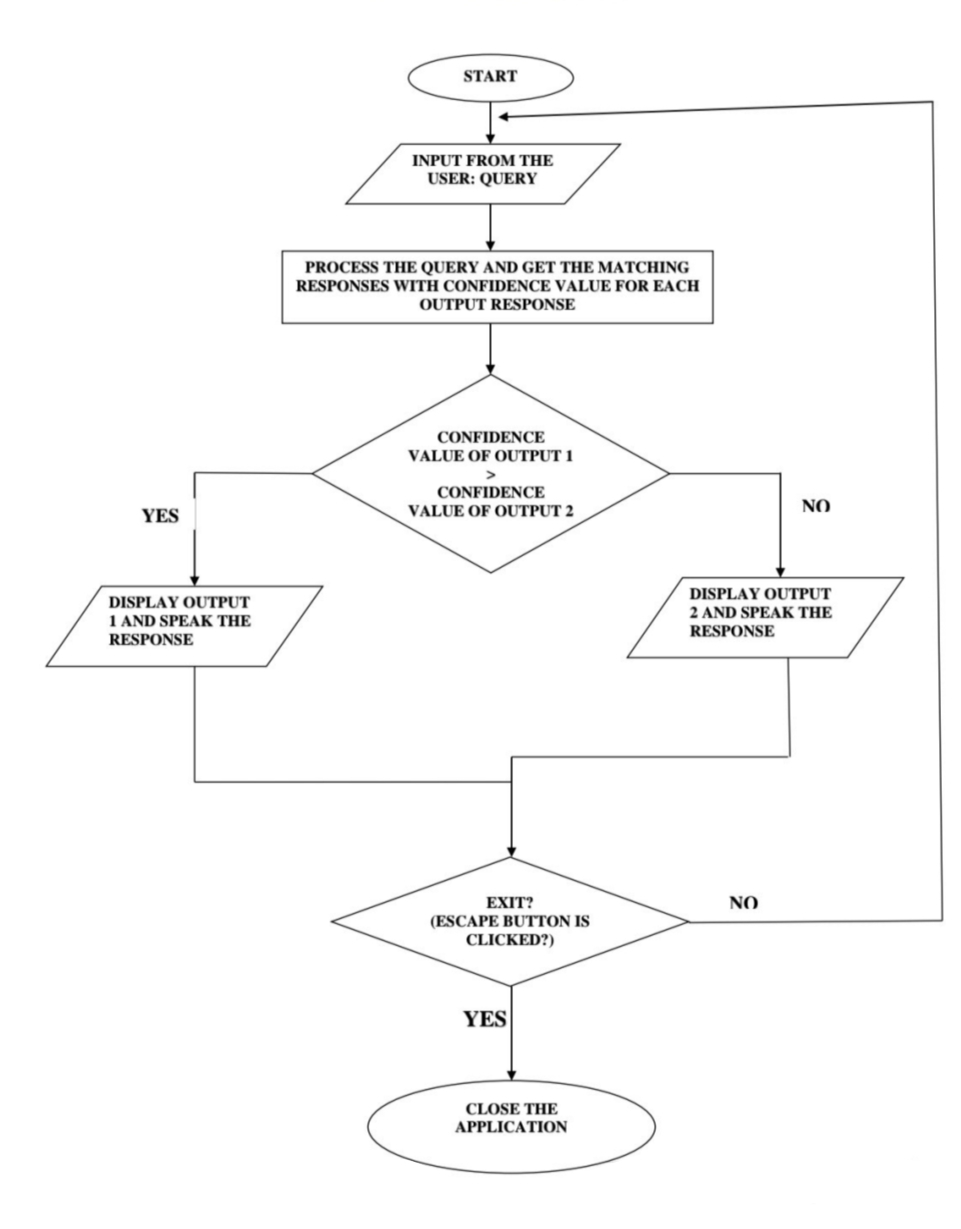 START
INPUT FROM THE
USER: QUERY
PROCESS THE QUERY AND GET THE MATCHING
RESPONSES WITH CONFIDENCE VALUE FOR EACH
OUTPUT RESPONSE
CONFIDENCE
VALUE OF OUTPUT 1
>
CONFIDENCE
VALUE OF OUTPUT 2
YES
NO
DISPLAY OUTPUT
1 AND SPEAK THE
RESPONSE
DISPLAY OUTPUT
2 AND SPEAK THE
RESPONSE
EXIT?
(ESCAPE BUTTON IS
CLICKED?)
NO
YES
CLOSE THE
APPLICATION